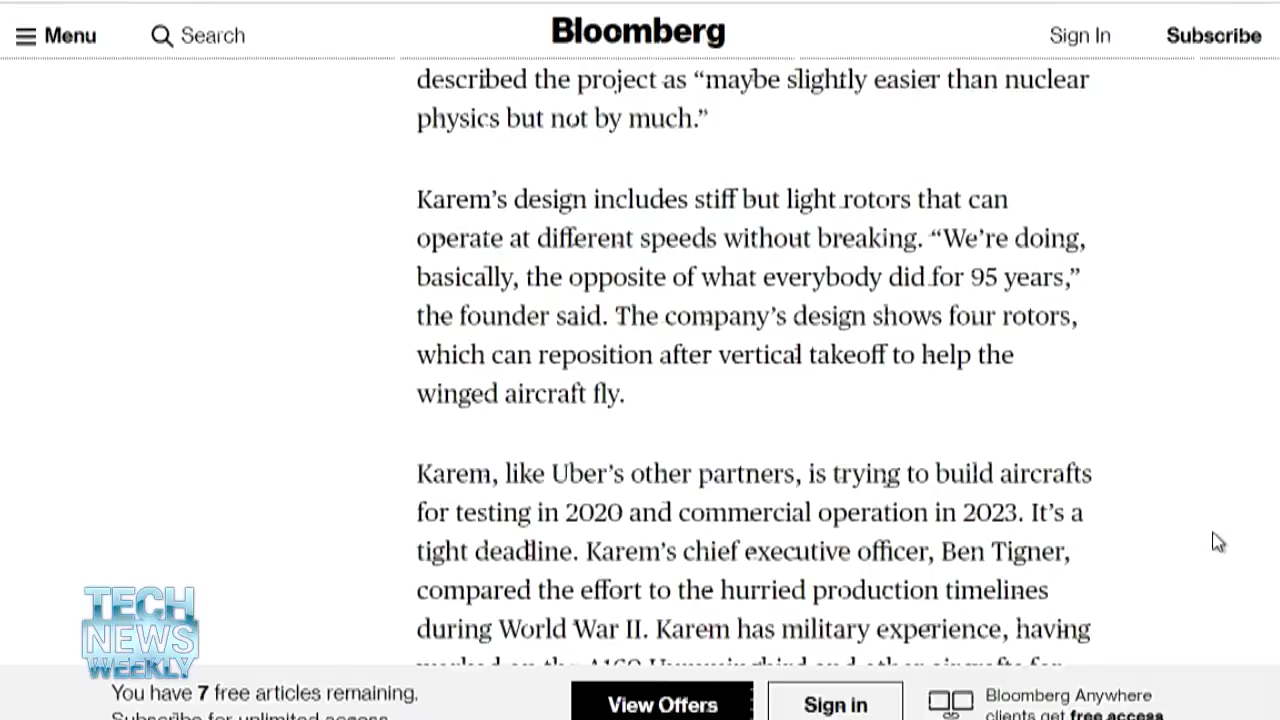 Menu
Search
Bloomberg
Sign In
Subscribe
described the project as “maybe slightly easier than nuclear
physics but not by much.”
Karem’s design includes stiff but light rotors that can
operate at different speeds without breaking. “We’re doing,
basically, the opposite of what everybody did for 95 years,”
the founder said. The company’s design shows four rotors,
which can reposition after vertical takeoff to help the
winged aircraft fly.
Karem, like Uber’s other partners, is trying to build aircrafts
for testing in 2020 and commercial operation in 2023. It’s a
tight deadline. Karem’s chief executive officer, Ben Tigner,
compared the effort to the hurried production timelines
during World War II. Karem has military experience, having
TECH
NEWS
WEEKLY
You have 7 free articles remaining.
Subscribe for unlimited access
View Offers
Sign in
Bloomberg Anywhere
clients get free access